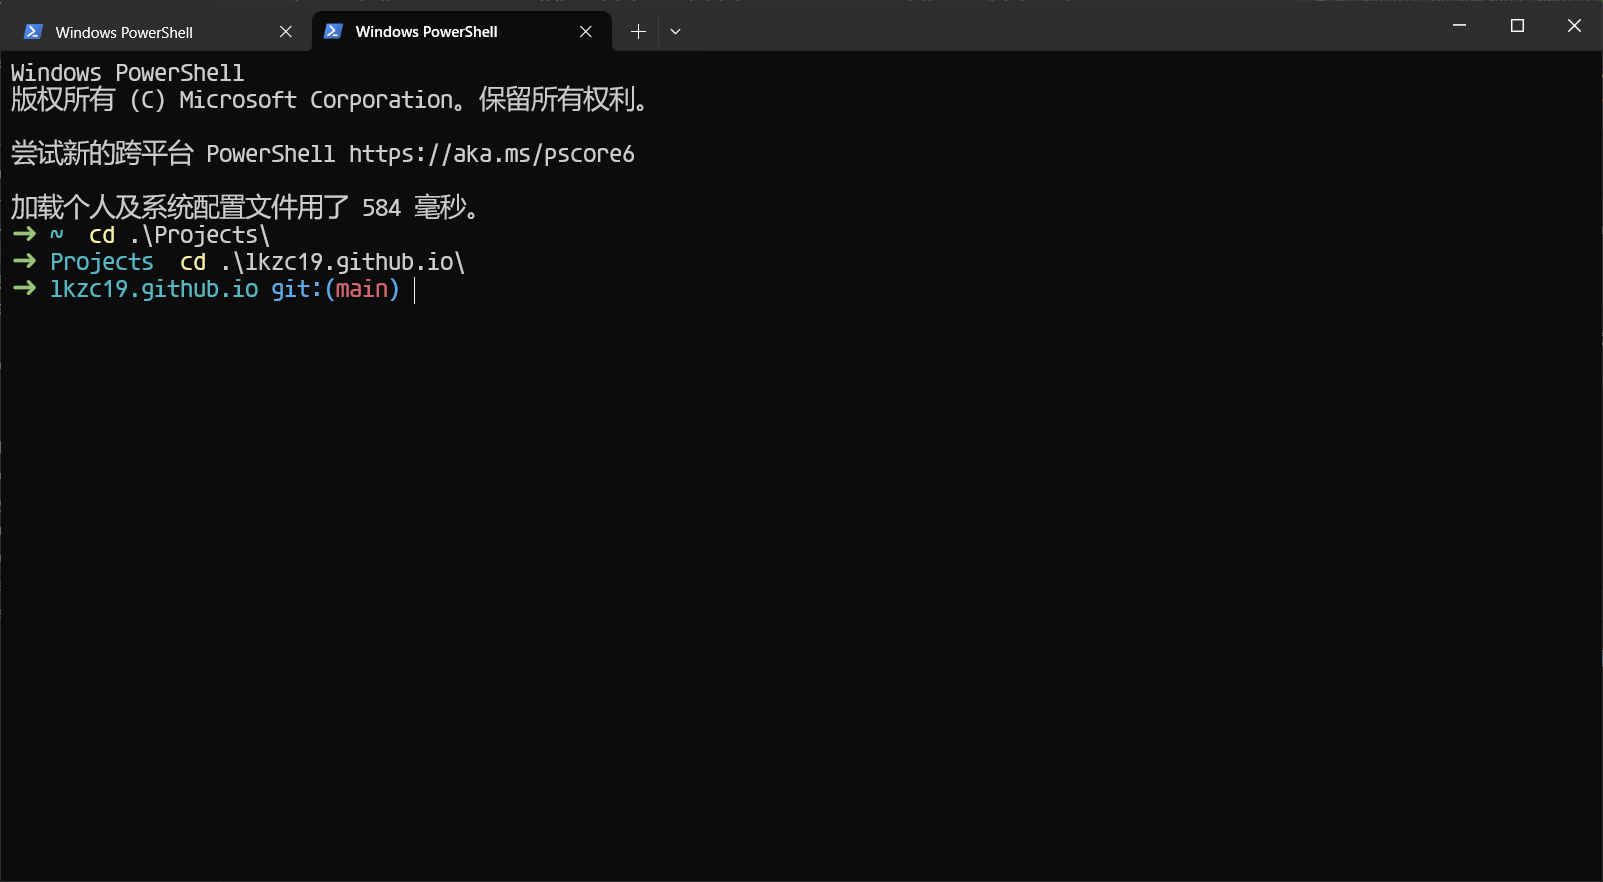 Windows PowerShell
Windows PowerShell
Windows PowerShell
版权所有 (C) Microsoft Corporation。保留所有权利。
尝试新的跨平台 PowerShell https://aka.ms/pscore6
加载个人及系统配置文件用了 584 毫秒。
➜ ~ cd .\Projects\
➜ Projects cd .\lkzc19.github.io\
➜ lkzc19.github.io git:(main)